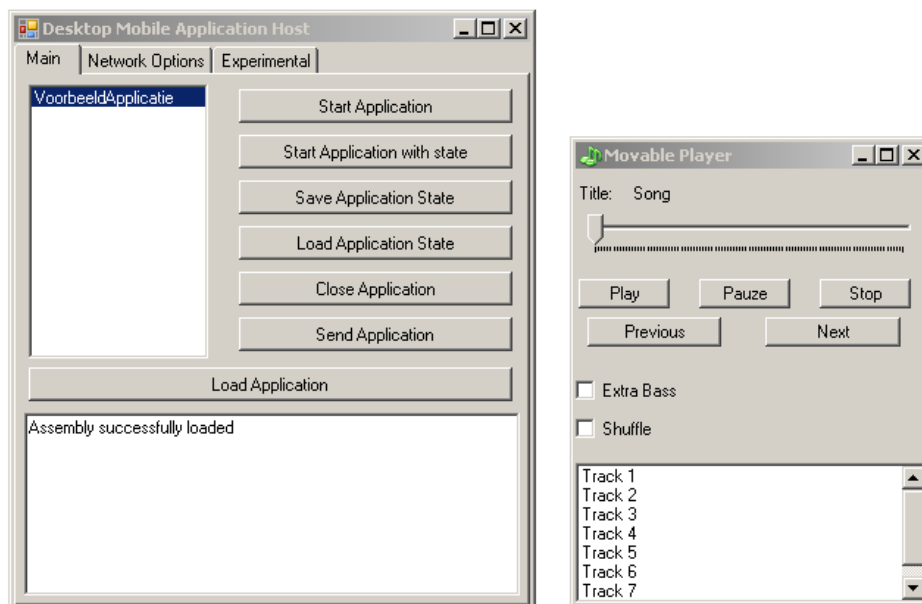 Desktop Mobile Application Host
Main Network Options Experimental
VoorbeeldApplicatie
Start Application
Start Application with state
Save Application State
Load Application State
Close Application
Send Application
Load Application
Assembly successfully loaded
Movable Player
Title: Song
Play Pauze Stop
Previous Next
Extra Bass
Shuffle
Track 1
Track 2
Track 3
Track 4
Track 5
Track 6
Track 7